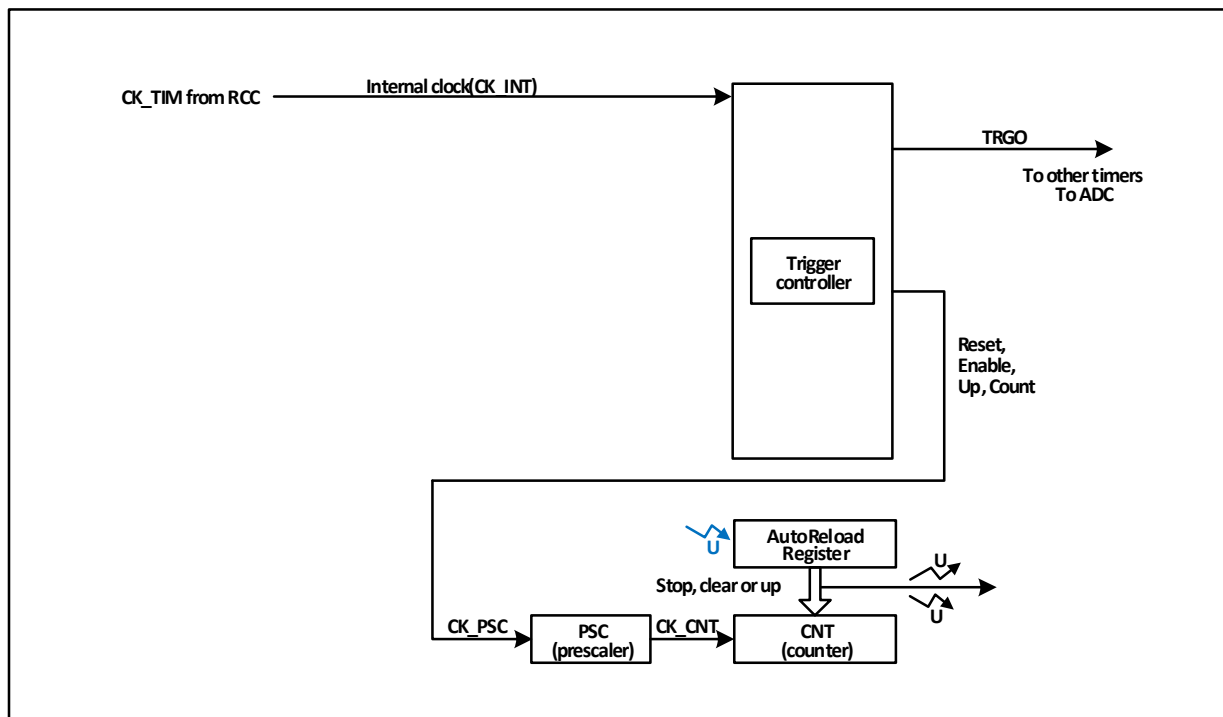 Internal clock(CK_INT)
CK_TIM from RCC
TRGO
To other timers
To ADC
Trigger
controller
Reset,
Enable,
Up, Count
U
AutoReload
Register
Stop, clear or up
U
U
CK_PSC
PSC
(prescaler)
CK_CNT
CNT
(counter)